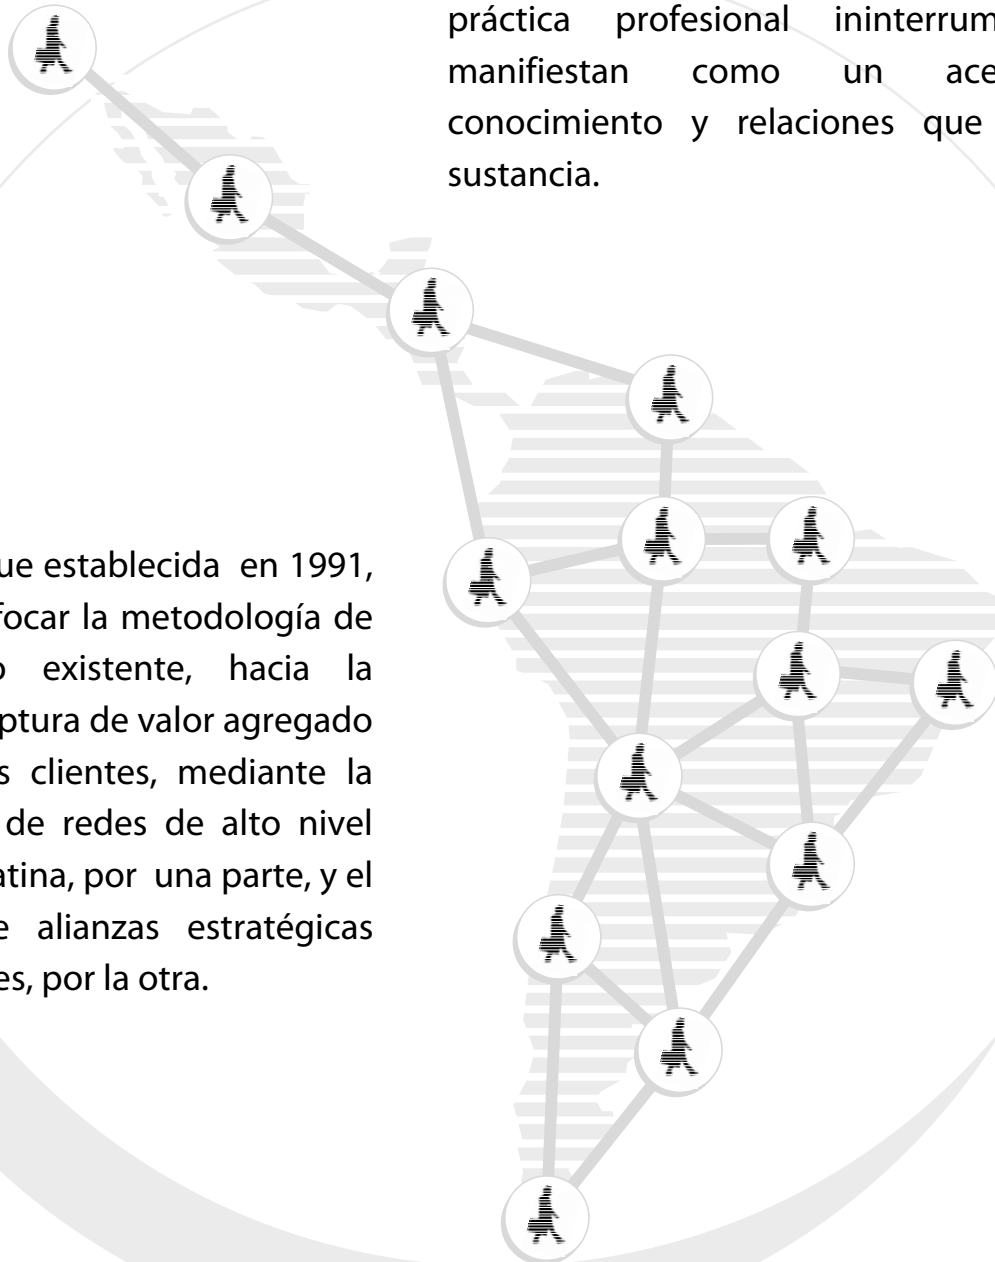 práctica profesional ininterrum
manifiestan como un ace
conocimiento y relaciones que
sustancia.
ue establecida en 1991,
focar la metodología de
o existente, hacia la
ptura de valor agregado
s clientes, mediante la
de redes de alto nivel
atina, por una parte, y el
e alianzas estratégicas
es, por la otra.